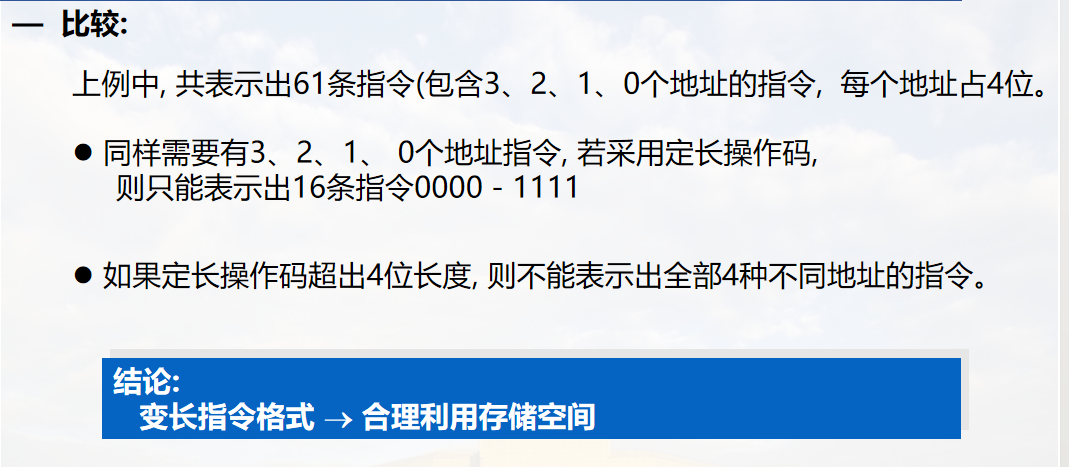 — 比较:
上例中, 共表示出61条指令(包含3、2、1、0个地址的指令, 每个地址占4位。
● 同样需要有3、2、1、 0个地址指令, 若采用定长操作码,
则只能表示出16条指令0000 - 1111
● 如果定长操作码超出4位长度, 则不能表示出全部4种不同地址的指令。
结论:
变长指令格式 → 合理利用存储空间